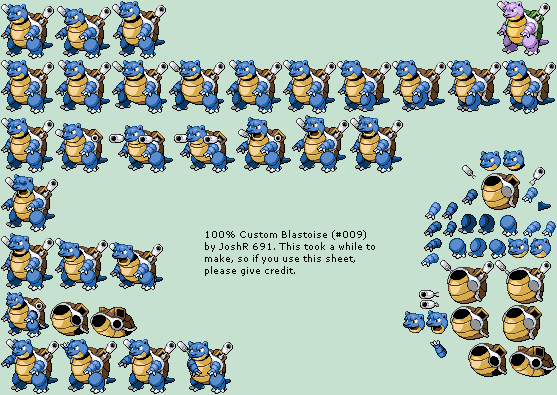 100% Custom Blastoise (#009)
by JoshR 691. This took a while to
make, so if you use this sheet,
please give credit.